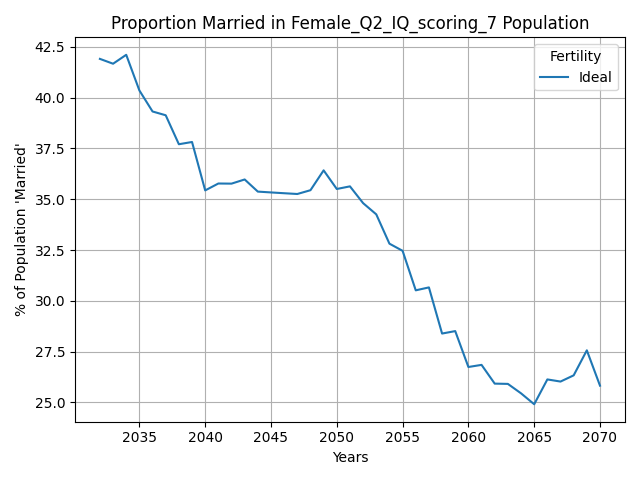 Proportion Married in Female_Q2_IQ_scoring_7 Population
Fertility
Ideal
% of Population 'Married'
42.5
40.0
37.5
35.0
32.5
30.0
27.5
25.0
2035 2040 2045 2050 2055 2060 2065 2070
Years